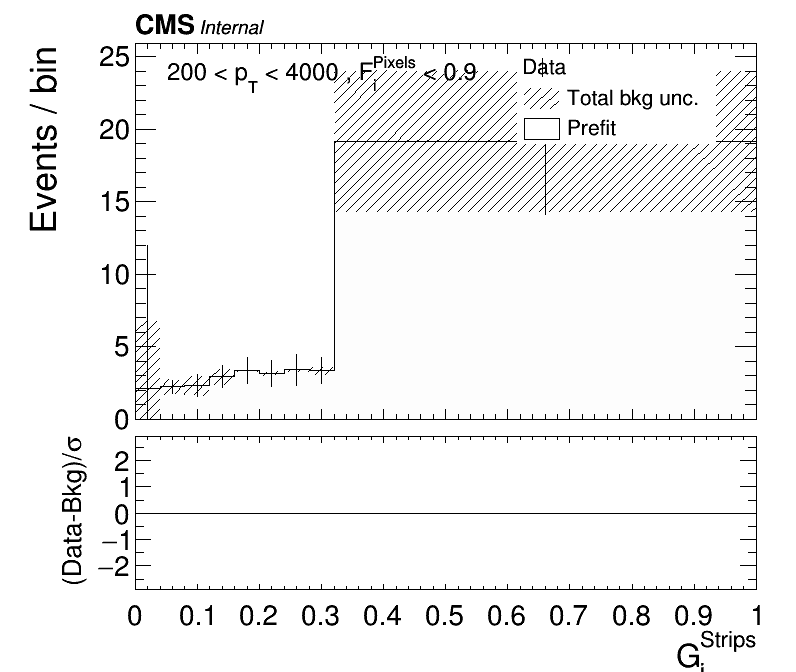 CMS Internal
Events / bin
25
20
15
10
5
0
200 < p_T < 4000 , F_i^Pixels < 0.9
Data
Total bkg unc.
Prefit
(Data-Bkg)/σ
2
1
0
−1
−2
0 0.1 0.2 0.3 0.4 0.5 0.6 0.7 0.8 0.9 1
G_i^Strips